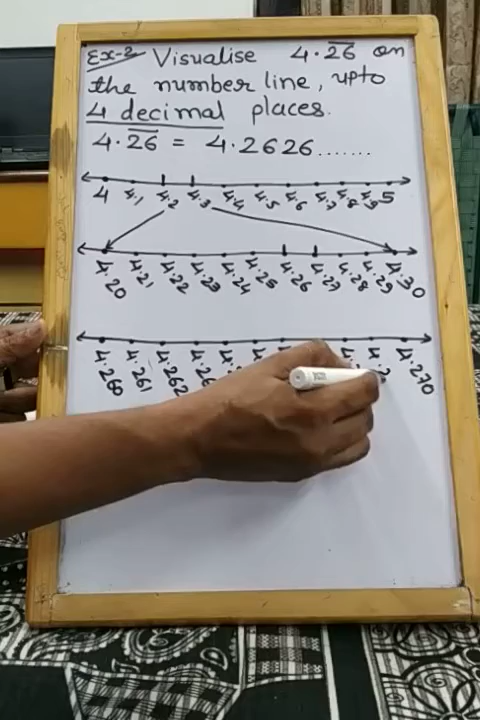 Ex-2 Visualise 4.2̅6̅ on
the number line, upto
4 decimal places.
4.2̅6̅ = 4.2626.......
4 4.1 4.2 4.3 4.4 4.5 4.6 4.7 4.8 4.9 5
4.20 4.21 4.22 4.23 4.24 4.25 4.26 4.27 4.28 4.29 4.30
4.260 4.261 4.262 4.270